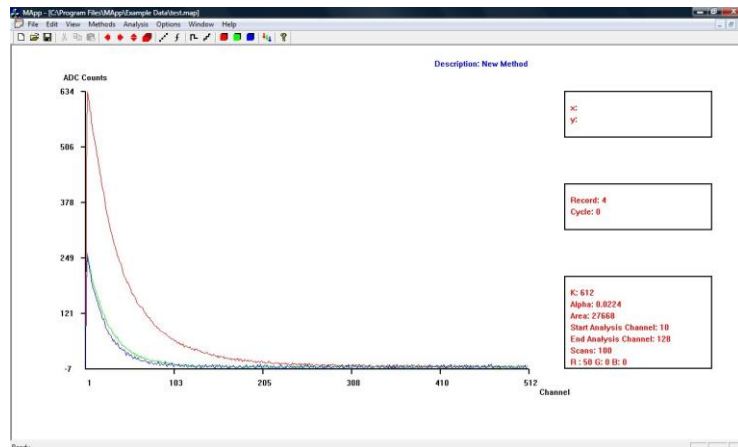 MApp - [C:\Program Files\MApp\Example Data\test.map]
File Edit View Methods Analysis Options Window Help
Description: New Method
ADC Counts
634
506
378
249
121
-7
1 103 205 308 410 512
Channel
x:
y:
Record: 4
Cycle: 0
K: 612
Alpha: 0.0224
Area: 27660
Start Analysis Channel: 10
End Analysis Channel: 128
Scans: 100
R : 50 G: 0 B: 0